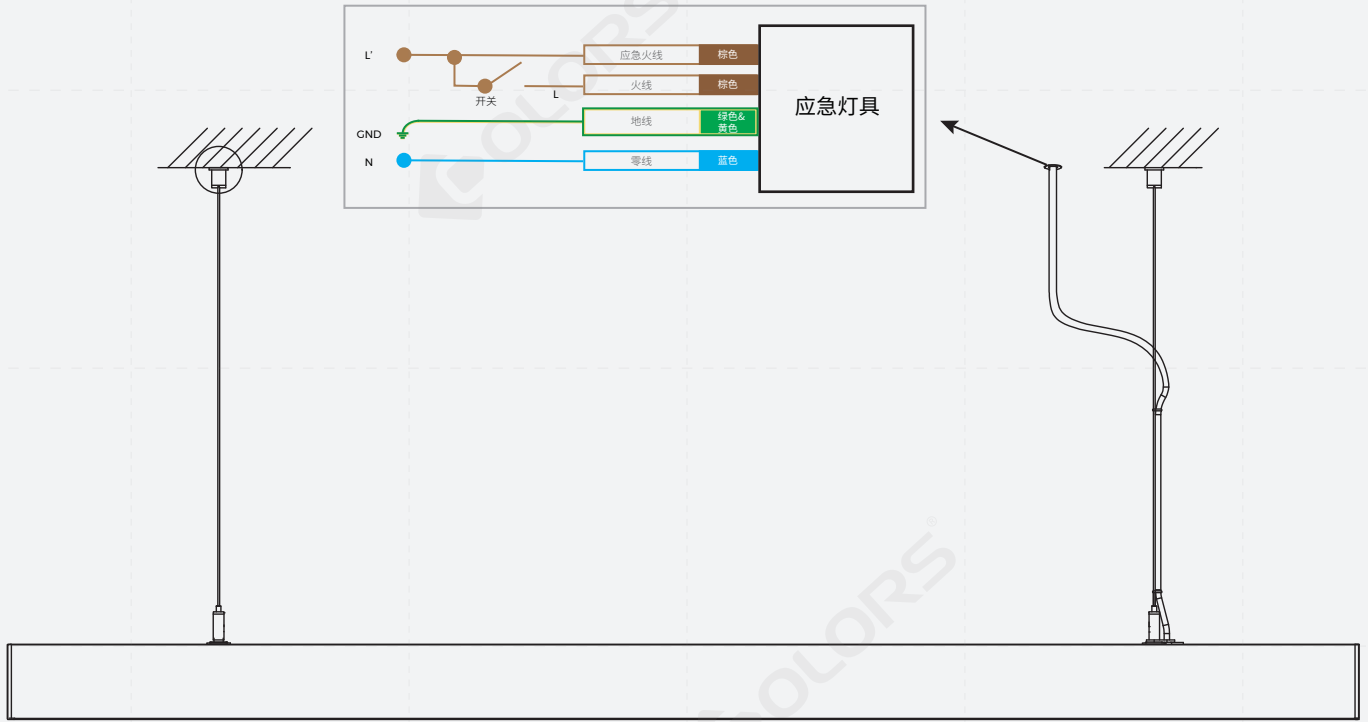 L' 应急火线 棕色
火线 棕色
开关 L
应急灯具
GND 地线 绿色&
黄色
N 零线 蓝色
COLORS
COLORS